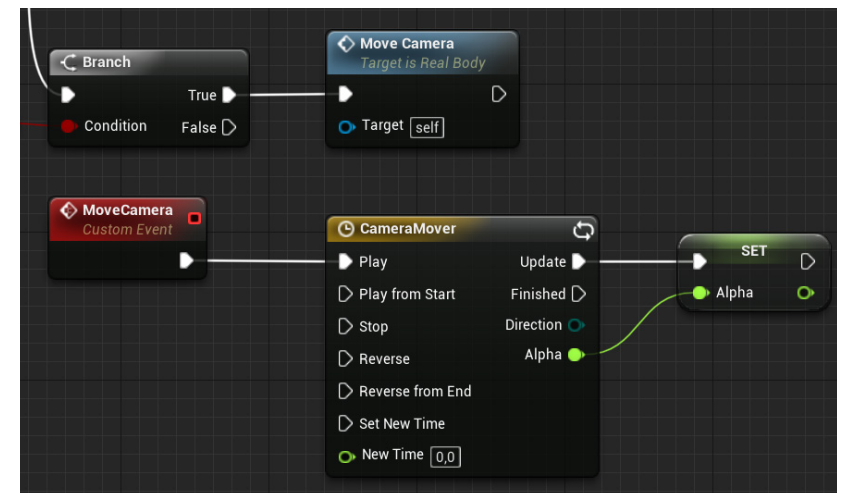 Branch
True
Condition
False
Move Camera
Target is Real Body
Target self
MoveCamera
Custom Event
CameraMover
Play
Update
Play from Start
Finished
Stop
Direction
Reverse
Alpha
Reverse from End
Set New Time
New Time 0,0
SET
Alpha